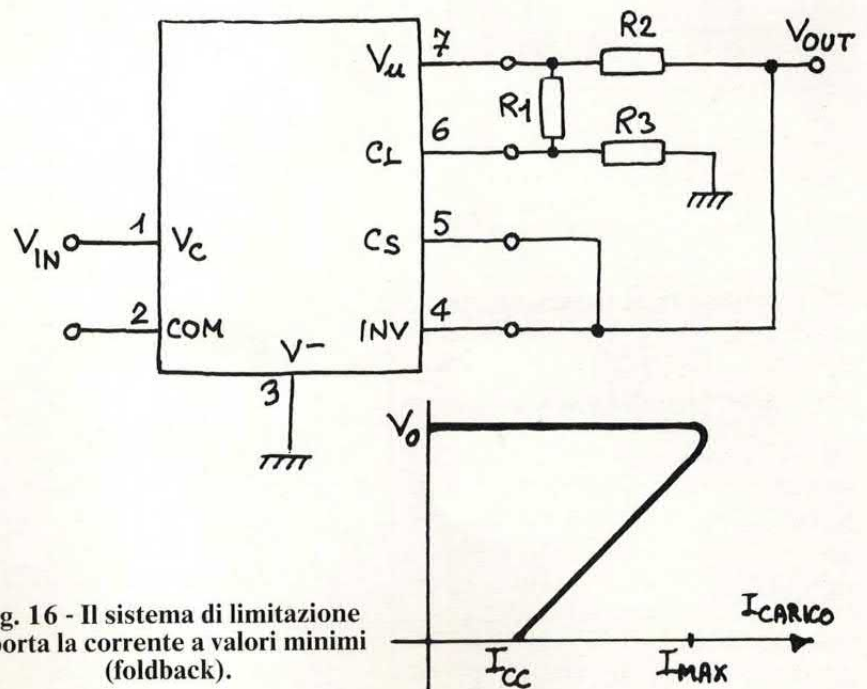 7
R2
VOUT
Vu
R1
R3
6
CL
1
5
VIN
VC
CS
2
4
COM
INV
V-
3
VO
g. 16 - Il sistema di limitazione
porta la corrente a valori minimi
(foldback).
ICARICO
ICC
IMAX